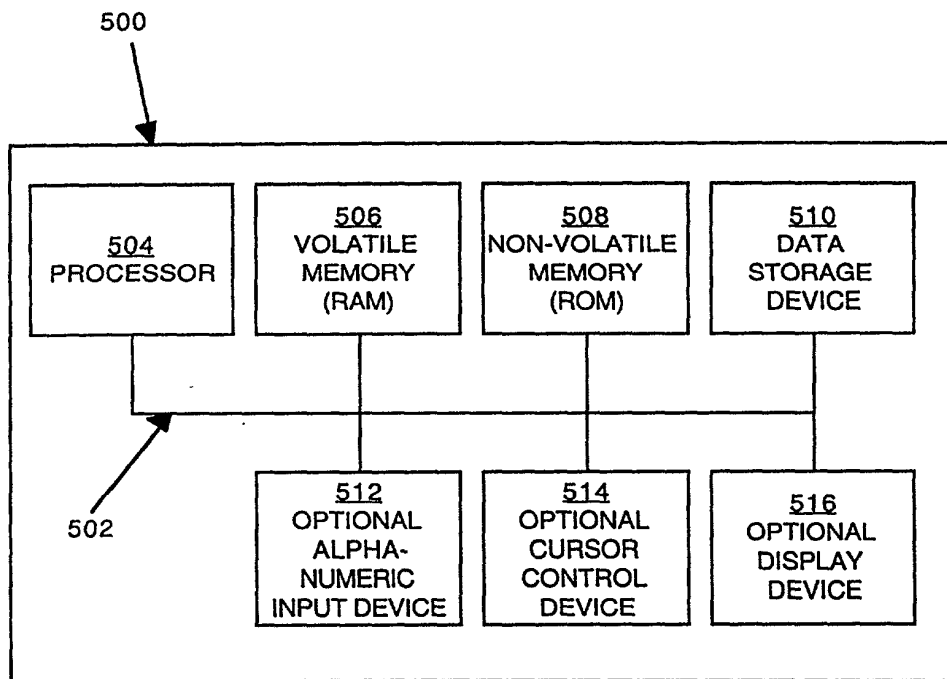 500
504
PROCESSOR
506
VOLATILE
MEMORY
(RAM)
508
NON-VOLATILE
MEMORY
(ROM)
510
DATA
STORAGE
DEVICE
502
512
OPTIONAL
ALPHA-
NUMERIC
INPUT DEVICE
514
OPTIONAL
CURSOR
CONTROL
DEVICE
516
OPTIONAL
DISPLAY
DEVICE